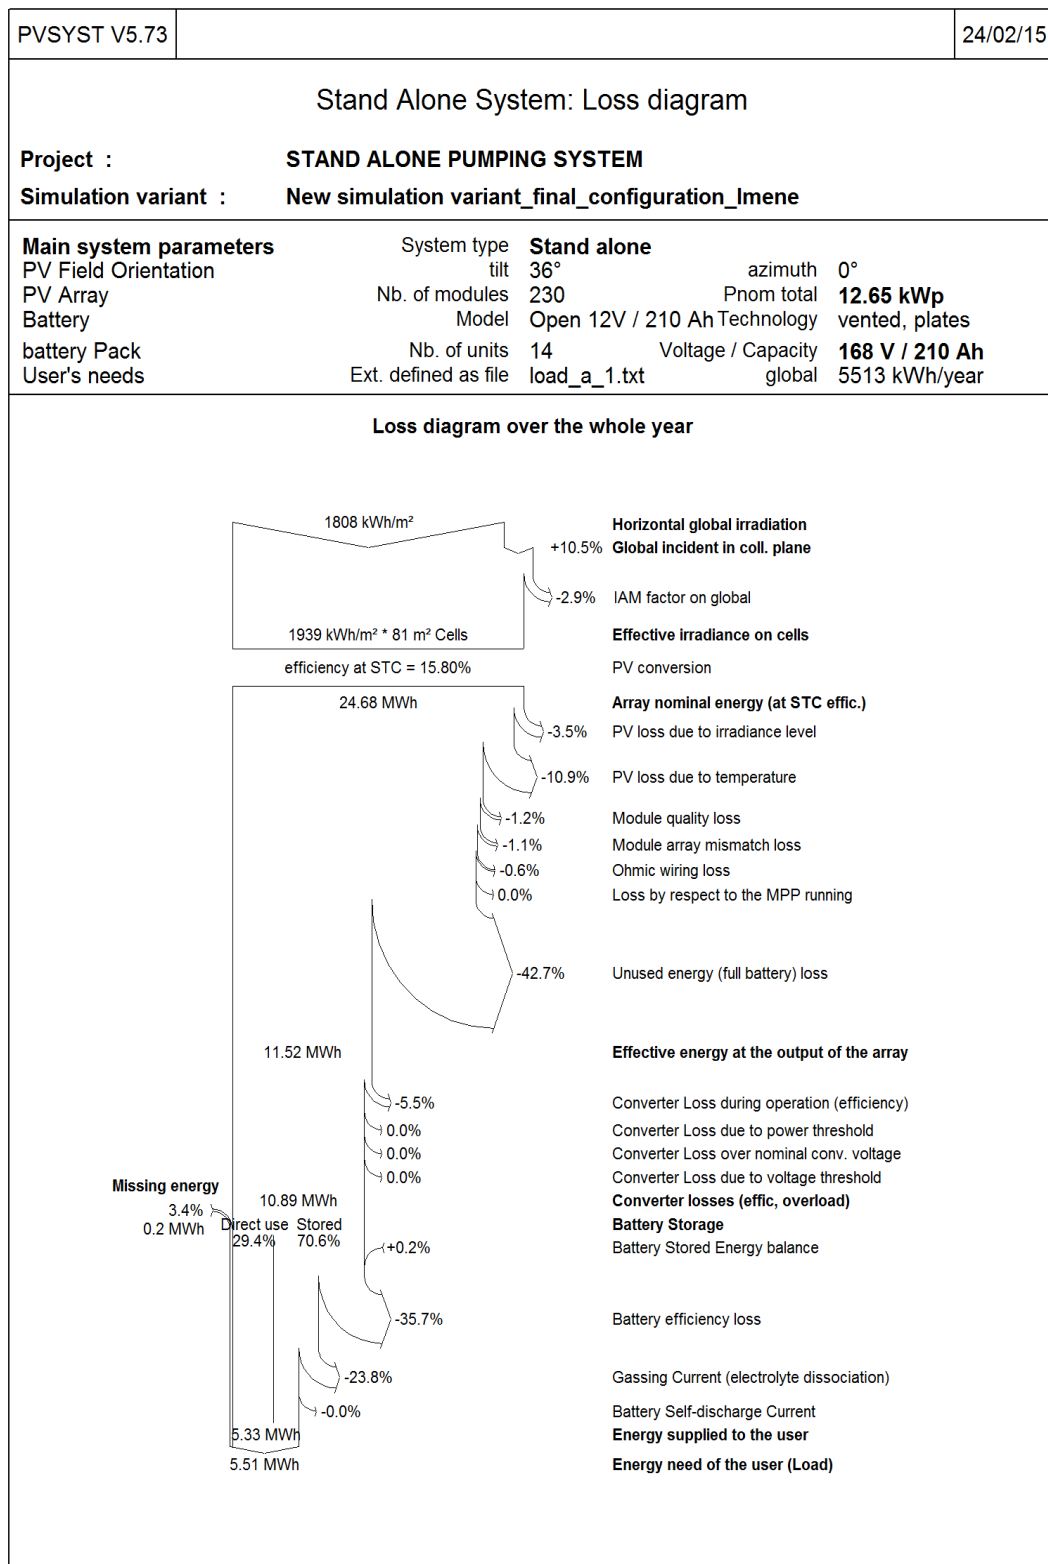 PVSYST V5.73 24/02/15
Stand Alone System: Loss diagram
Project : STAND ALONE PUMPING SYSTEM
Simulation variant : New simulation variant_final_configuration_Imene
Main system parameters System type Stand alone
PV Field Orientation tilt 36° azimuth 0°
PV Array Nb. of modules 230 Pnom total 12.65 kWp
Battery Model Open 12V / 210 Ah Technology vented, plates
battery Pack Nb. of units 14 Voltage / Capacity 168 V / 210 Ah
User's needs Ext. defined as file load_a_1.txt global 5513 kWh/year
Loss diagram over the whole year
1808 kWh/m² Horizontal global irradiation
+10.5% Global incident in coll. plane
-2.9% IAM factor on global
1939 kWh/m² * 81 m² Cells Effective irradiance on cells
efficiency at STC = 15.80% PV conversion
24.68 MWh Array nominal energy (at STC effic.)
-3.5% PV loss due to irradiance level
-10.9% PV loss due to temperature
-1.2% Module quality loss
-1.1% Module array mismatch loss
-0.6% Ohmic wiring loss
0.0% Loss by respect to the MPP running
-42.7% Unused energy (full battery) loss
11.52 MWh Effective energy at the output of the array
-5.5% Converter Loss during operation (efficiency)
0.0% Converter Loss due to power threshold
0.0% Converter Loss over nominal conv. voltage
0.0% Converter Loss due to voltage threshold
Missing energy
10.89 MWh Converter losses (effic, overload)
3.4%
0.2 MWh Direct use Stored Battery Storage
29.4% 70.6% +0.2% Battery Stored Energy balance
-35.7% Battery efficiency loss
-23.8% Gassing Current (electrolyte dissociation)
-0.0% Battery Self-discharge Current
5.33 MWh Energy supplied to the user
5.51 MWh Energy need of the user (Load)